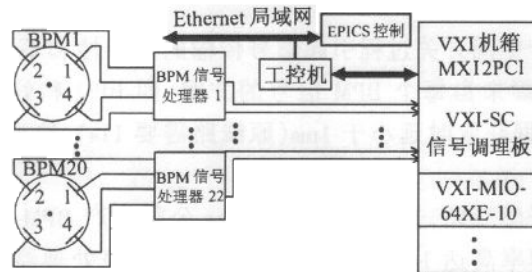 Ethernet 局域网
EPICS 控制
工控机
BPM1
2 1
3 4
BPM 信号
处理器 1
BPM20
2 1
3 4
BPM 信号
处理器 22
VXI 机箱
MX12PCI
VXI-SC
信号调理板
VXI-MIO-
64XE-10